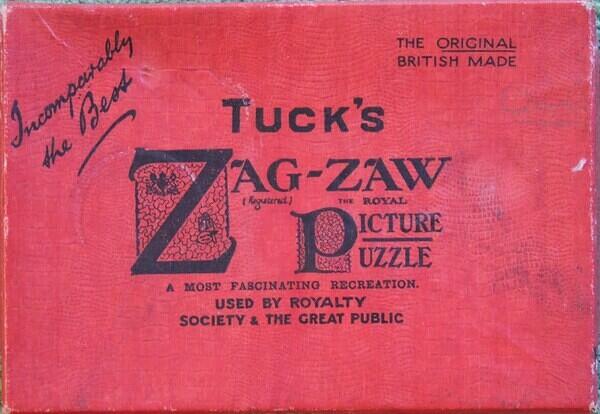 Incomparably
the Best
THE ORIGINAL
BRITISH MADE
TUCK'S
ZAG-ZAW
(Registered.) THE ROYAL
PICTURE
PUZZLE
A MOST FASCINATING RECREATION.
USED BY ROYALTY
SOCIETY & THE GREAT PUBLIC